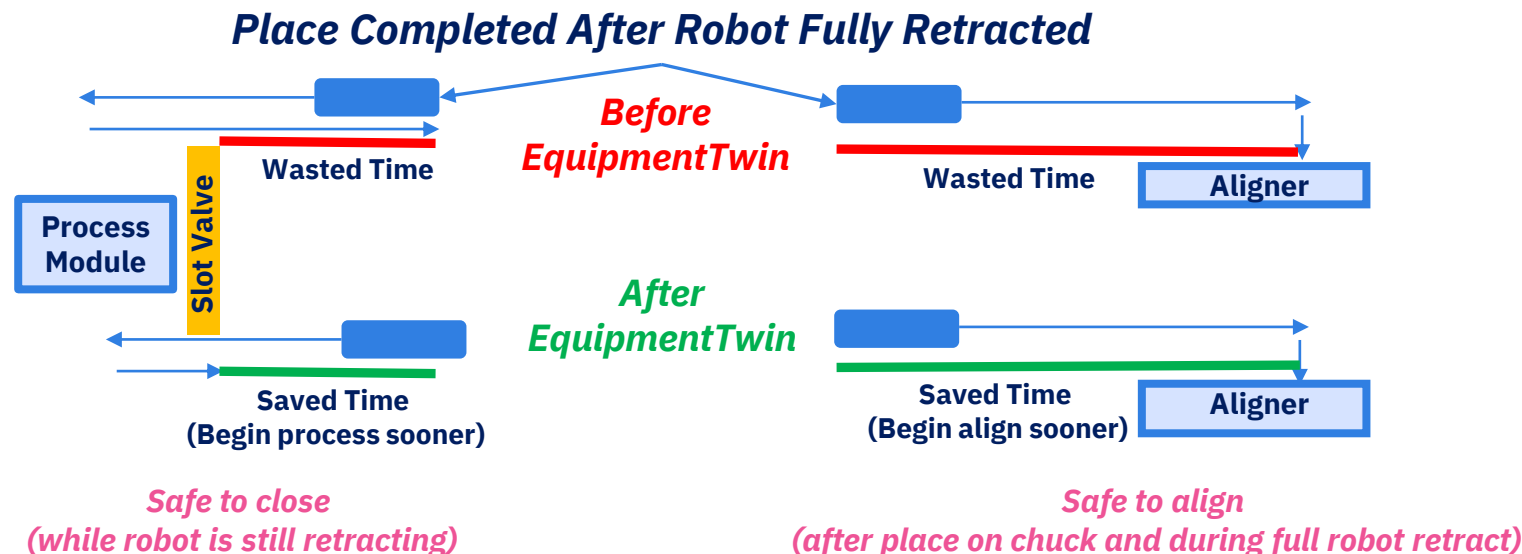 Place Completed After Robot Fully Retracted
Before
EquipmentTwin
Wasted Time
Wasted Time
Aligner
Process
Module
Slot Valve
After
EquipmentTwin
Saved Time
(Begin process sooner)
Saved Time
(Begin align sooner)
Aligner
Safe to close
(while robot is still retracting)
Safe to align
(after place on chuck and during full robot retract)